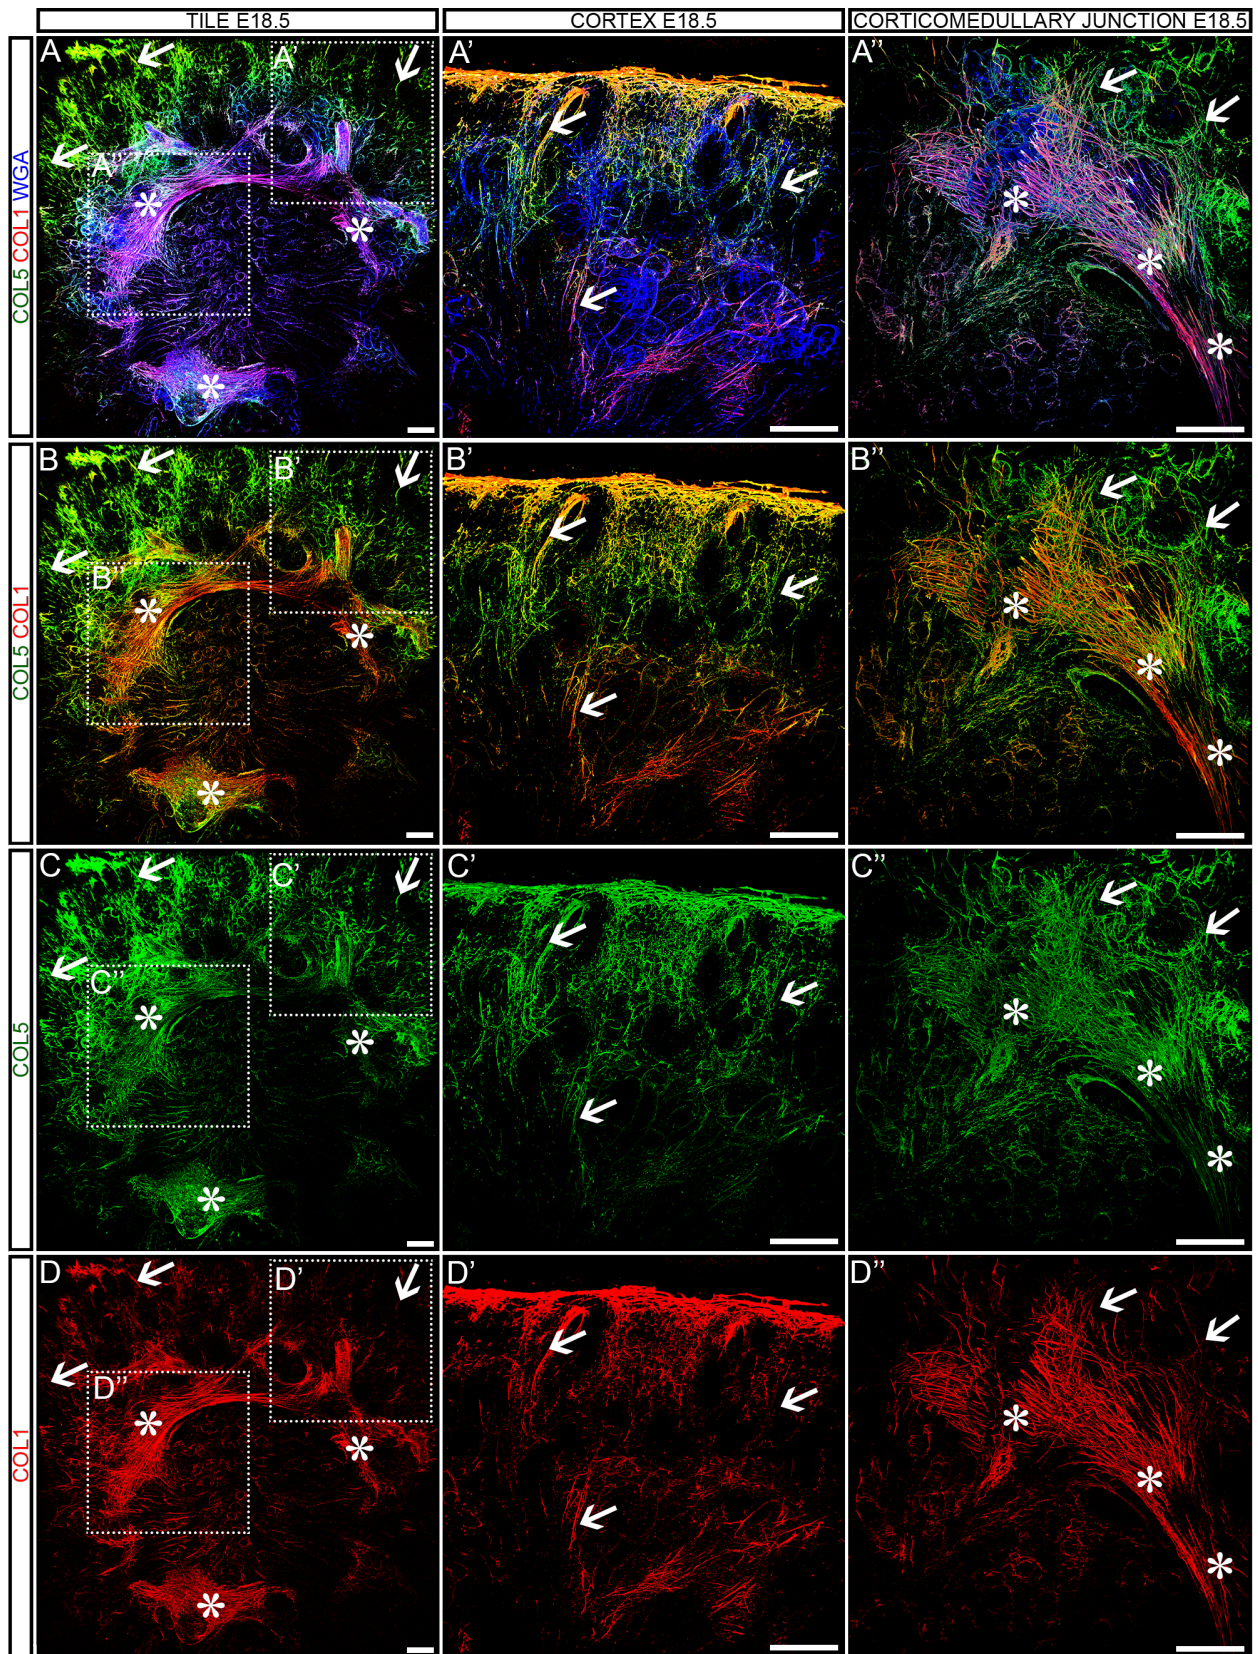 TILE E18.5
CORTEX E18.5
CORTICOMEDULLARY JUNCTION E18.5
COL5 COL1 WGA
A
A'
A''
A'
A''
COL5 COL1
B
B'
B''
B'
B''
COL5
C
C'
C''
C'
C''
COL1
D
D'
D''
D'
D''